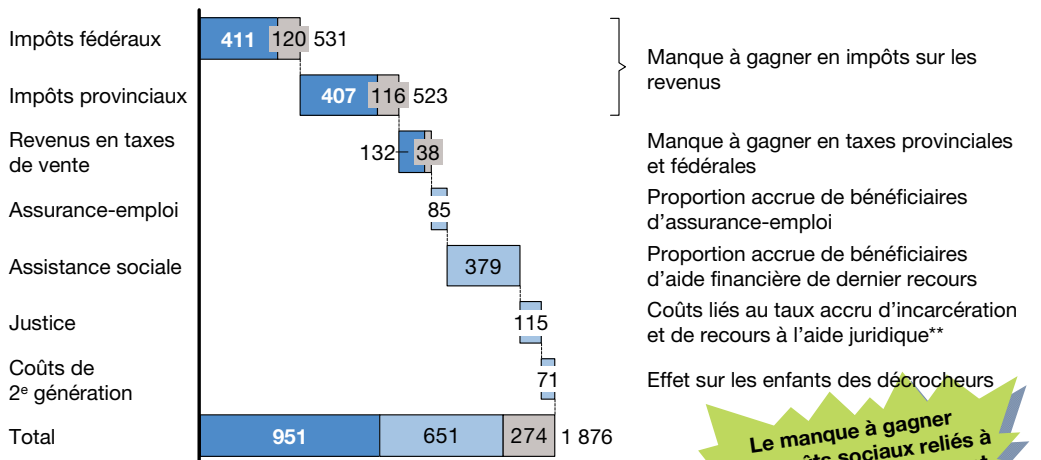 Impôts fédéraux
411 120 531
Impôts provinciaux
407 116 523
Manque à gagner en impôts sur les
revenus
Revenus en taxes
de vente
132 38
Manque à gagner en taxes provinciales
et fédérales
Assurance-emploi
85
Proportion accrue de bénéficiaires
d'assurance-emploi
Assistance sociale
379
Proportion accrue de bénéficiaires
d'aide financière de dernier recours
Justice
115
Coûts liés au taux accru d'incarcération
et de recours à l'aide juridique**
Coûts de
2e génération
71
Effet sur les enfants des décrocheurs
Total
951 651 274 1 876
Le manque à gagner
sociaux reliés à